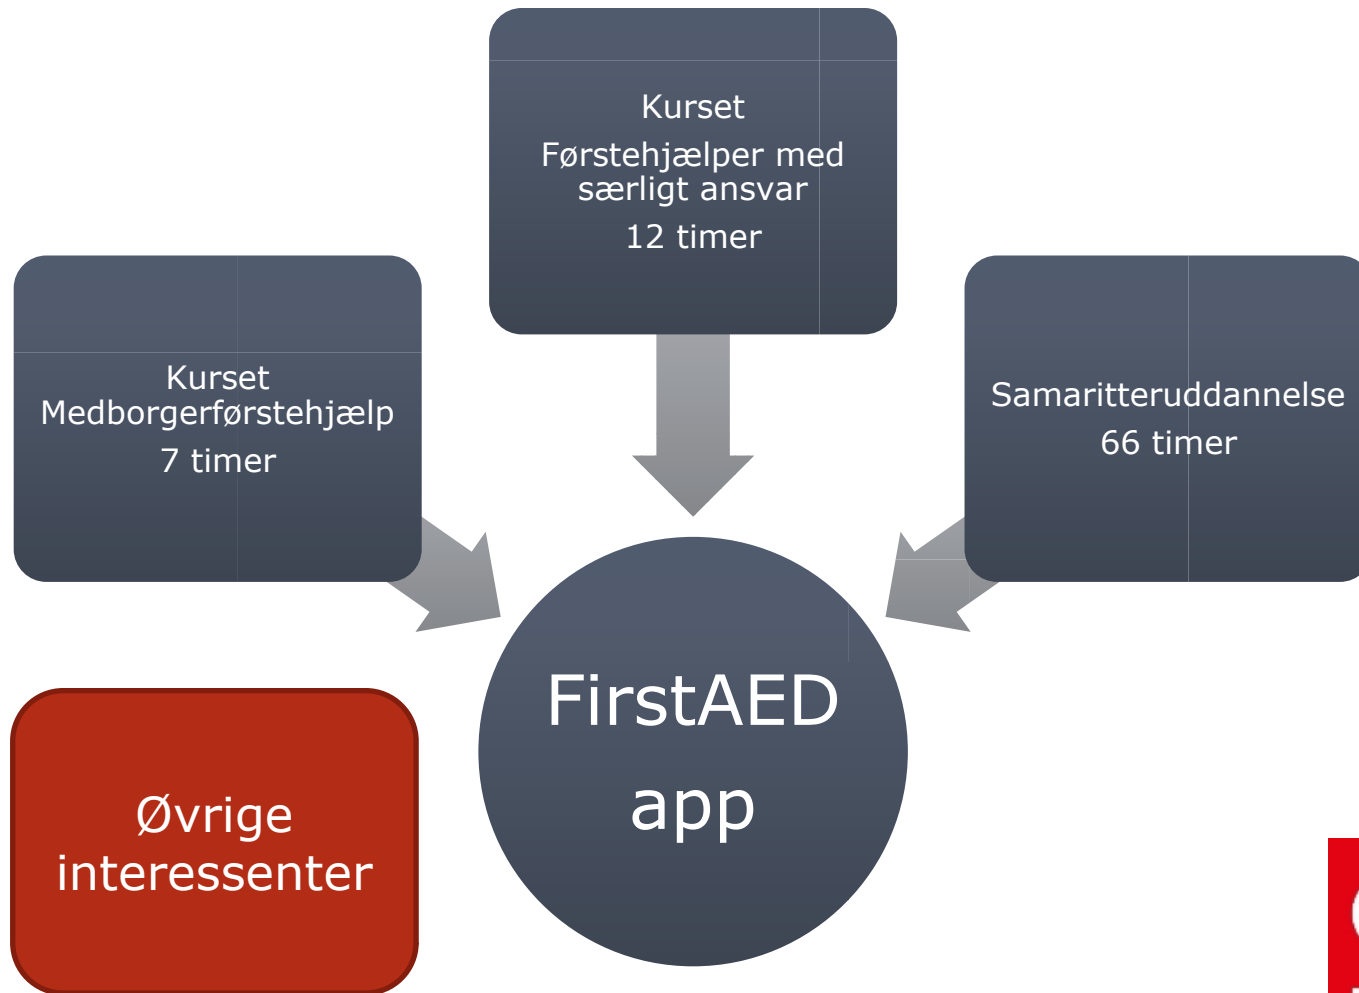 Kurset
Førstehjælper med
særligt ansvar
12 timer
Kurset
Medborgerførstehjælp
7 timer
Samaritteruddannelse
66 timer
FirstAED
app
Øvrige
interessenter